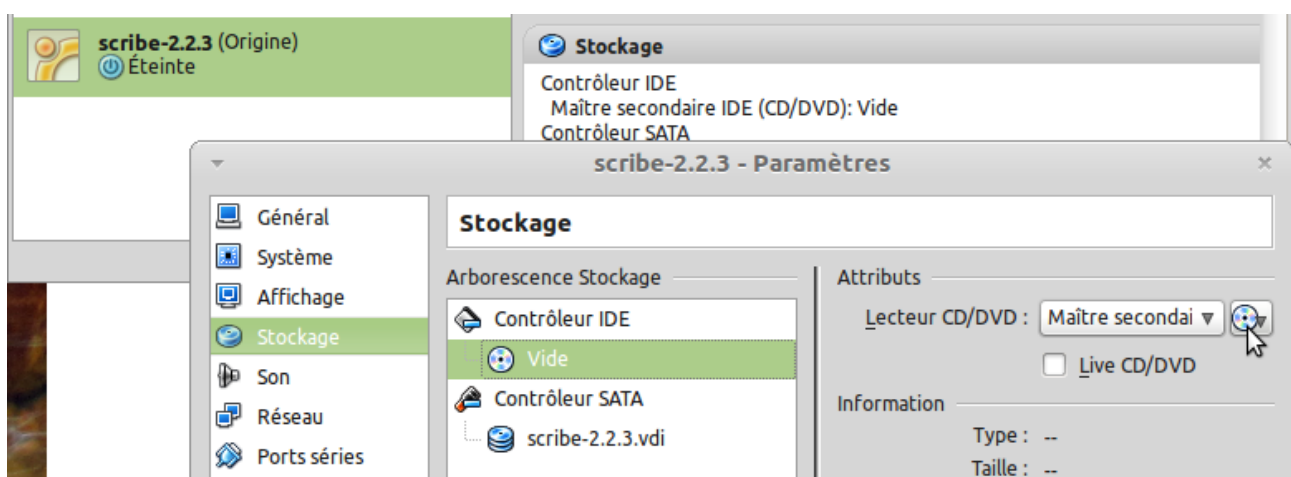 scribe-2.2.3 (Origine)
Éteinte
Stockage
Contrôleur IDE
Maître secondaire IDE (CD/DVD): Vide
Contrôleur SATA
scribe-2.2.3 - Paramètres
Général
Système
Affichage
Stockage
Son
Réseau
Ports séries
Stockage
Arborescence Stockage
Contrôleur IDE
Vide
Contrôleur SATA
scribe-2.2.3.vdi
Attributs
Lecteur CD/DVD : Maître secondai
Live CD/DVD
Information
Type : --
Taille : --